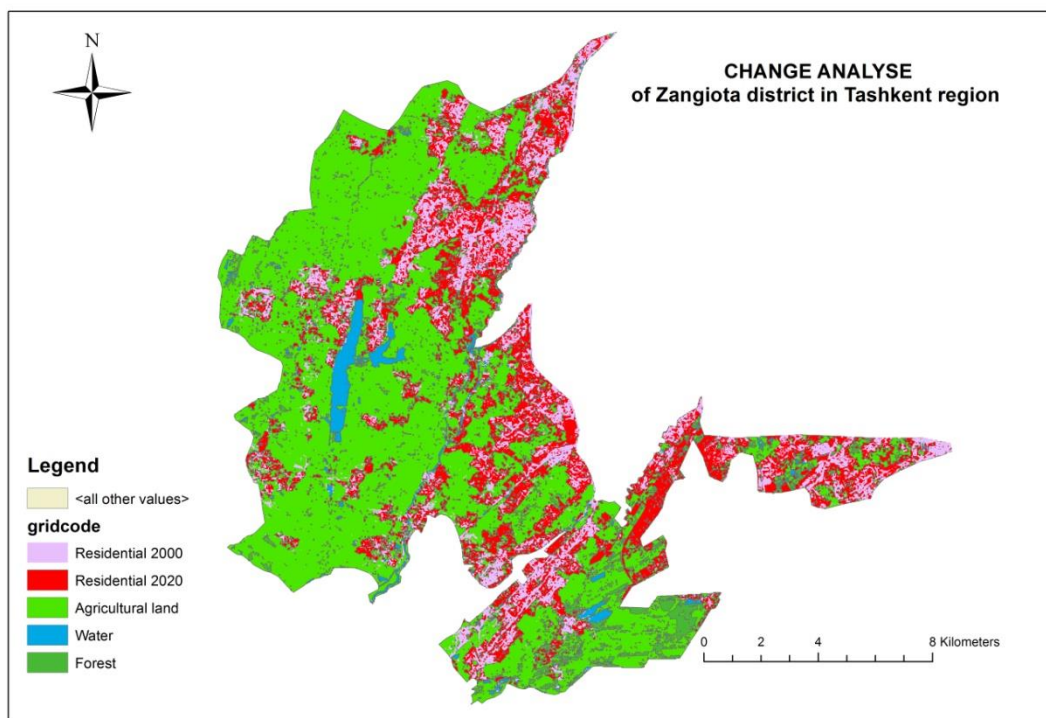 N
CHANGE ANALYSE
of Zangiota district in Tashkent region
Legend
<all other values>
gridcode
Residential 2000
Residential 2020
Agricultural land
Water
Forest
0 2 4 8 Kilometers